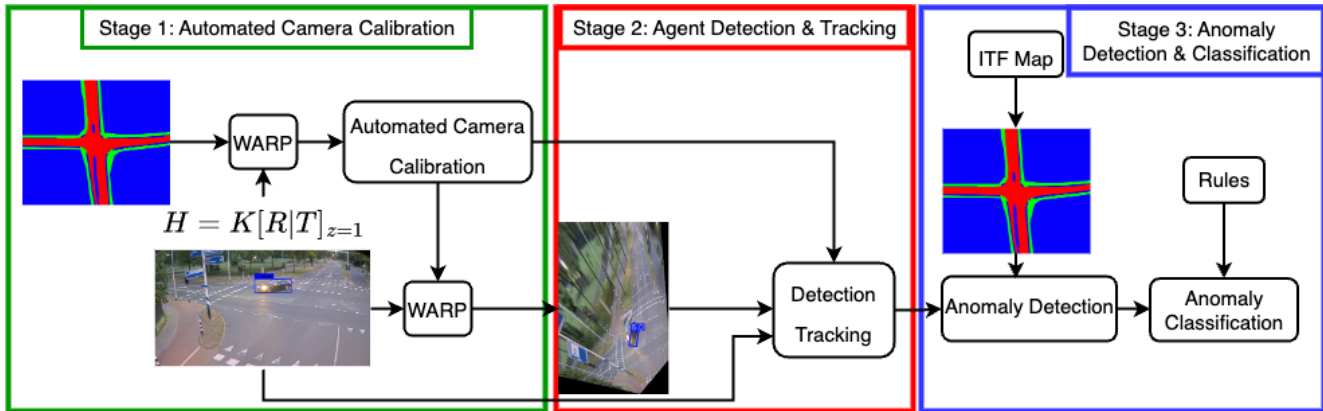 Stage 1: Automated Camera Calibration
Stage 2: Agent Detection & Tracking
Stage 3: Anomaly
Detection & Classification
ITF Map
WARP
Automated Camera
Calibration
Rules
H = K[R|T]_{z=1}
WARP
Detection
Tracking
Anomaly Detection
Anomaly
Classification